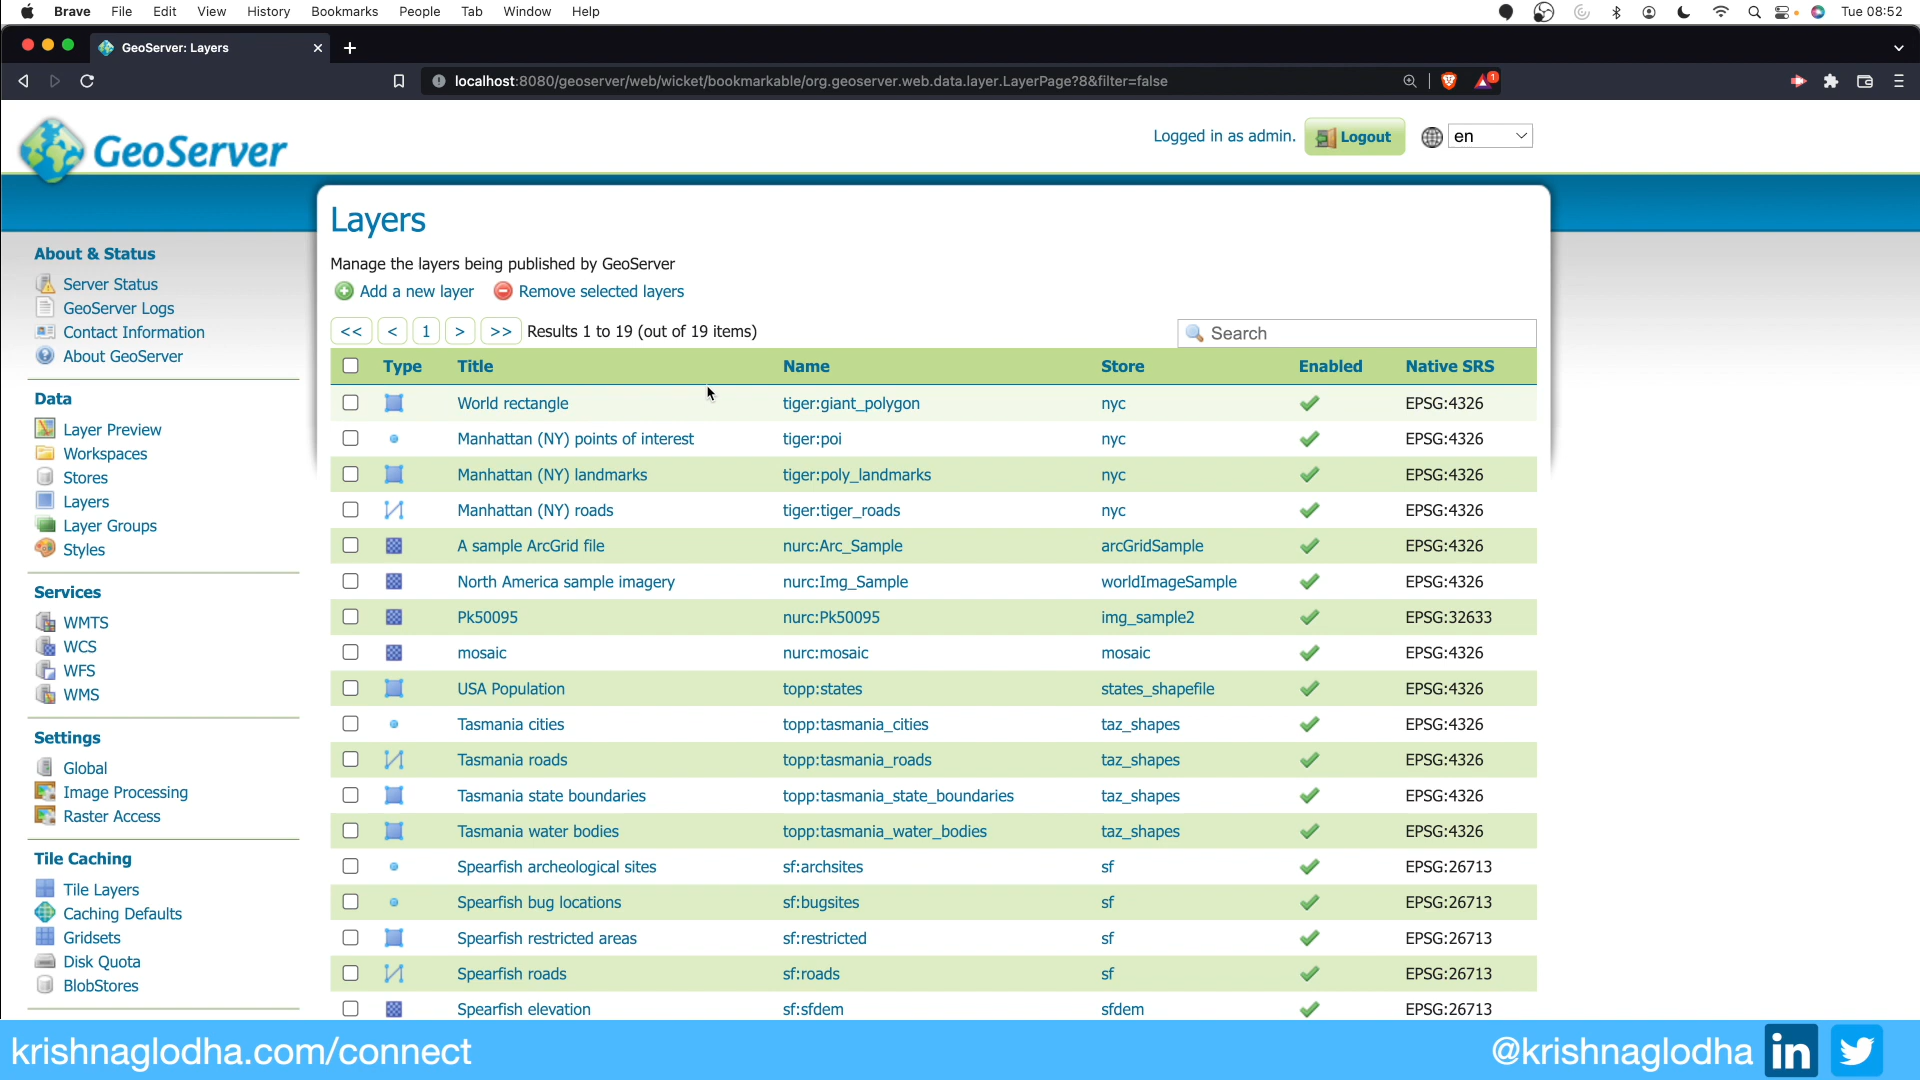 Brave File Edit View History Bookmarks People Tab Window Help Tue 08:52
GeoServer: Layers
localhost:8080/geoserver/web/wicket/bookmarkable/org.geoserver.web.data.layer.LayerPage?8&filter=false 1
GeoServer
Logged in as admin. Logout en
About & Status
Server Status
GeoServer Logs
Contact Information
About GeoServer
Data
Layer Preview
Workspaces
Stores
Layers
Layer Groups
Styles
Services
WMTS
WCS
WFS
WMS
Settings
Global
Image Processing
Raster Access
Tile Caching
Tile Layers
Caching Defaults
Gridsets
Disk Quota
BlobStores
Layers
Manage the layers being published by GeoServer
Add a new layer Remove selected layers
<< < 1 > >> Results 1 to 19 (out of 19 items) Search
Type Title Name Store Enabled Native SRS
World rectangle tiger:giant_polygon nyc EPSG:4326
Manhattan (NY) points of interest tiger:poi nyc EPSG:4326
Manhattan (NY) landmarks tiger:poly_landmarks nyc EPSG:4326
Manhattan (NY) roads tiger:tiger_roads nyc EPSG:4326
A sample ArcGrid file nurc:Arc_Sample arcGridSample EPSG:4326
North America sample imagery nurc:Img_Sample worldImageSample EPSG:4326
Pk50095 nurc:Pk50095 img_sample2 EPSG:32633
mosaic nurc:mosaic mosaic EPSG:4326
USA Population topp:states states_shapefile EPSG:4326
Tasmania cities topp:tasmania_cities taz_shapes EPSG:4326
Tasmania roads topp:tasmania_roads taz_shapes EPSG:4326
Tasmania state boundaries topp:tasmania_state_boundaries taz_shapes EPSG:4326
Tasmania water bodies topp:tasmania_water_bodies taz_shapes EPSG:4326
Spearfish archeological sites sf:archsites sf EPSG:26713
Spearfish bug locations sf:bugsites sf EPSG:26713
Spearfish restricted areas sf:restricted sf EPSG:26713
Spearfish roads sf:roads sf EPSG:26713
Spearfish elevation sf:sfdem sfdem EPSG:26713
krishnaglodha.com/connect @krishnaglodha in